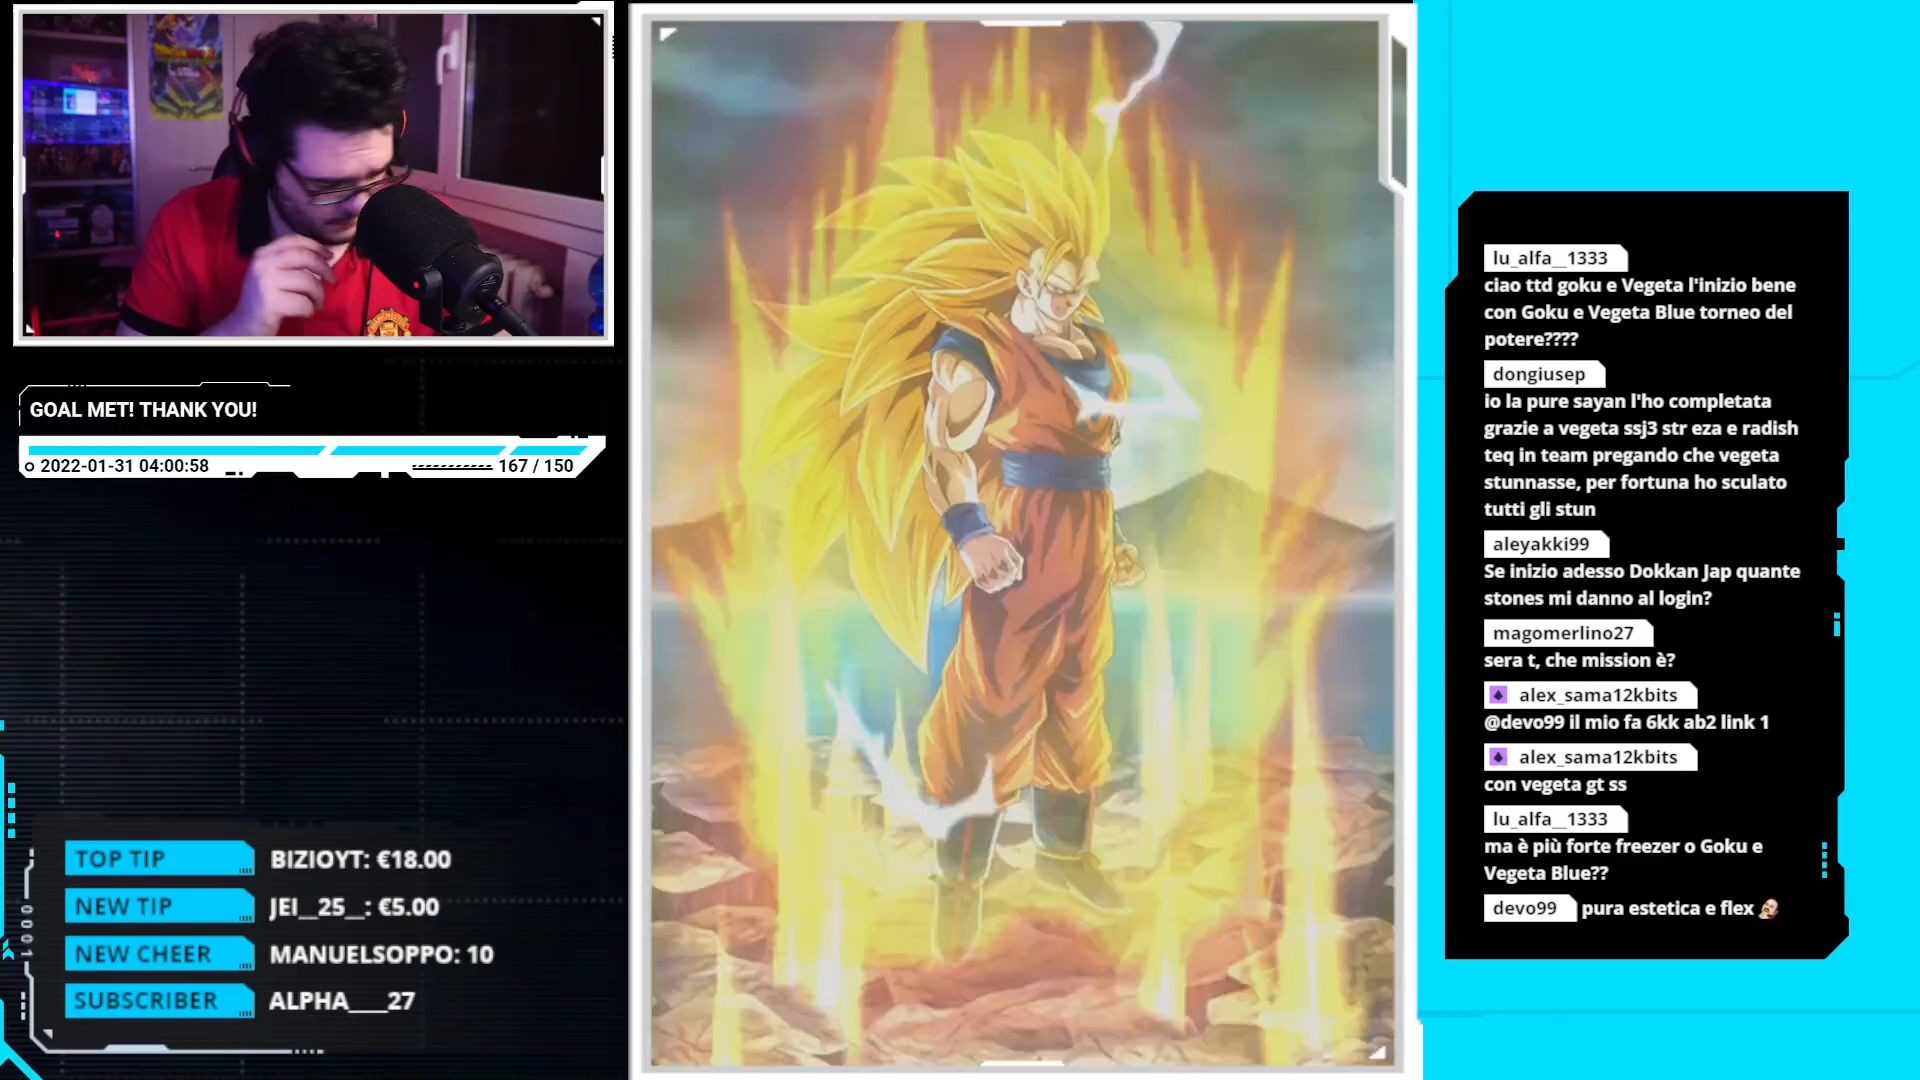 GOAL MET! THANK YOU!
2022-01-31 04:00:58
167 / 150
TOP TIP
BIZIOYT: €18.00
NEW TIP
JEI__25__: €5.00
NEW CHEER
MANUELSOPPO: 10
SUBSCRIBER
ALPHA____27
0001
lu_alfa__1333
ciao ttd goku e Vegeta l'inizio bene
con Goku e Vegeta Blue torneo del
potere????
dongiusep
io la pure sayan l'ho completata
grazie a vegeta ssj3 str eza e radish
teq in team pregando che vegeta
stunnasse, per fortuna ho sculato
tutti gli stun
aleyakki99
Se inizio adesso Dokkan Jap quante
stones mi danno al login?
magomerlino27
sera t, che mission è?
alex_sama12kbits
@devo99 il mio fa 6kk ab2 link 1
alex_sama12kbits
con vegeta gt ss
lu_alfa__1333
ma è più forte freezer o Goku e
Vegeta Blue??
devo99 pura estetica e flex